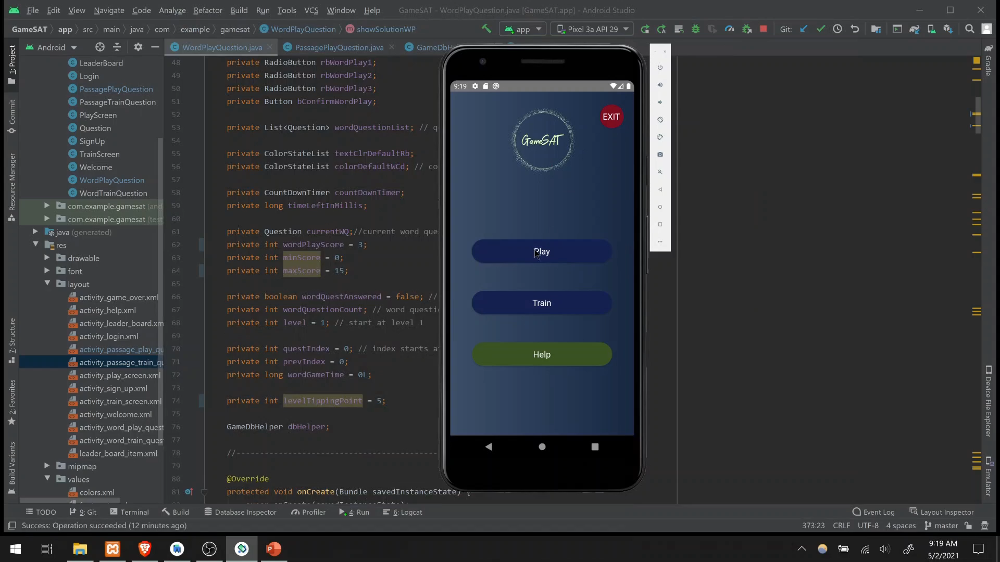 File Edit View Navigate Code Analyze Refactor Build Run Tools VCS Window Help GameSAT - WordPlayQuestion.java [GameSAT.app] - Android Studio
GameSAT app src main java com example gamesat WordPlayQuestion showSolutionWP app Pixel 3a API 29 Git:
Android WordPlayQuestion.java PassagePlayQuestion.java GameDbH
1: Project
Commit
Resource Manager
7: Structure
2: Favorites
Build Variants
LeaderBoard
Login
PassagePlayQuestion
PassageTrainQuestion
PlayScreen
Question
SignUp
TrainScreen
Welcome
WordPlayQuestion
WordTrainQuestion
com.example.gamesat (and
com.example.gamesat (test
java (generated)
res
drawable
font
layout
activity_game_over.xml
activity_help.xml
activity_leader_board.xm
activity_login.xml
activity_passage_play_qu
activity_passage_train_qu
activity_play_screen.xml
activity_sign_up.xml
activity_train_screen.xml
activity_welcome.xml
activity_word_play_quest
activity_word_train_ques
leader_board_item.xml
mipmap
values
colors.xml
48 private RadioButton rbWordPlay1;
49 private RadioButton rbWordPlay2;
50 private RadioButton rbWordPlay3;
51 private Button bConfirmWordPlay;
52
53 private List<Question> wordQuestionList; // q
54
55 private ColorStateList textClrDefaultRb;
56 private ColorStateList colorDefaultWCd; // co
57
58 private CountDownTimer countDownTimer;
59 private long timeLeftInMillis;
60
61 private Question currentWQ;//current word que
62 private int wordPlayScore = 3;
63 private int minScore = 0;
64 private int maxScore = 15;
65
66 private boolean wordQuestAnswered = false; //
67 private int wordQuestionCount; // word questi
68 private int level = 1; // start at level 1
69
70 private int questIndex = 0; // index starts a
71 private int prevIndex = 0;
72 private long wordGameTime = 0L;
73
74 private int levelTippingPoint = 5;
75
76 GameDbHelper dbHelper;
77
78 //---------------------------------------------
79
80 @Override
81 protected void onCreate(Bundle savedInstanceState) {
9:19
EXIT
GameSAT
Play
Train
Help
Gradle
Device File Explorer
Emulator
TODO 9: Git Terminal Build Database Inspector Profiler 4: Run 6: Logcat Event Log Layout Inspector
Success: Operation succeeded (12 minutes ago) 373:23 CRLF UTF-8 4 spaces master
9:19 AM
5/2/2021